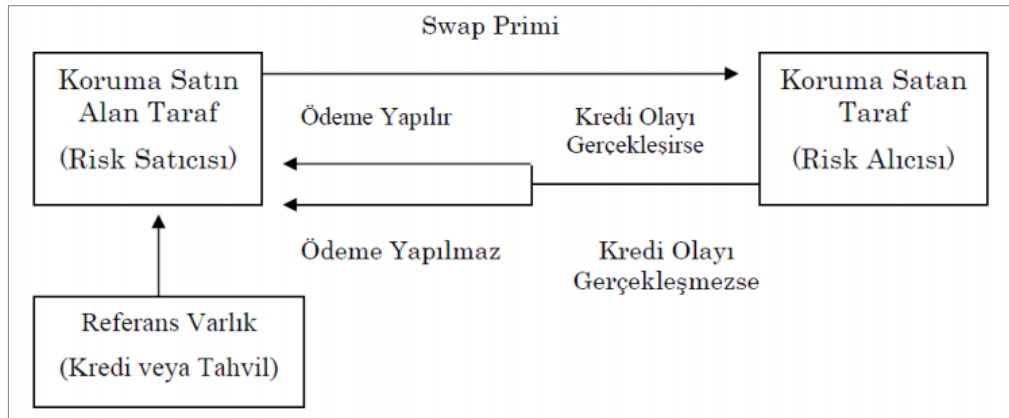 Swap Primi
Koruma Satın
Alan Taraf
(Risk Satıcısı)
Ödeme Yapılır
Kredi Olayı
Gerçekleşirse
Koruma Satan
Taraf
(Risk Alıcısı)
Ödeme Yapılmaz
Kredi Olayı
Gerçekleşmezse
Referans Varlık
(Kredi veya Tahvil)